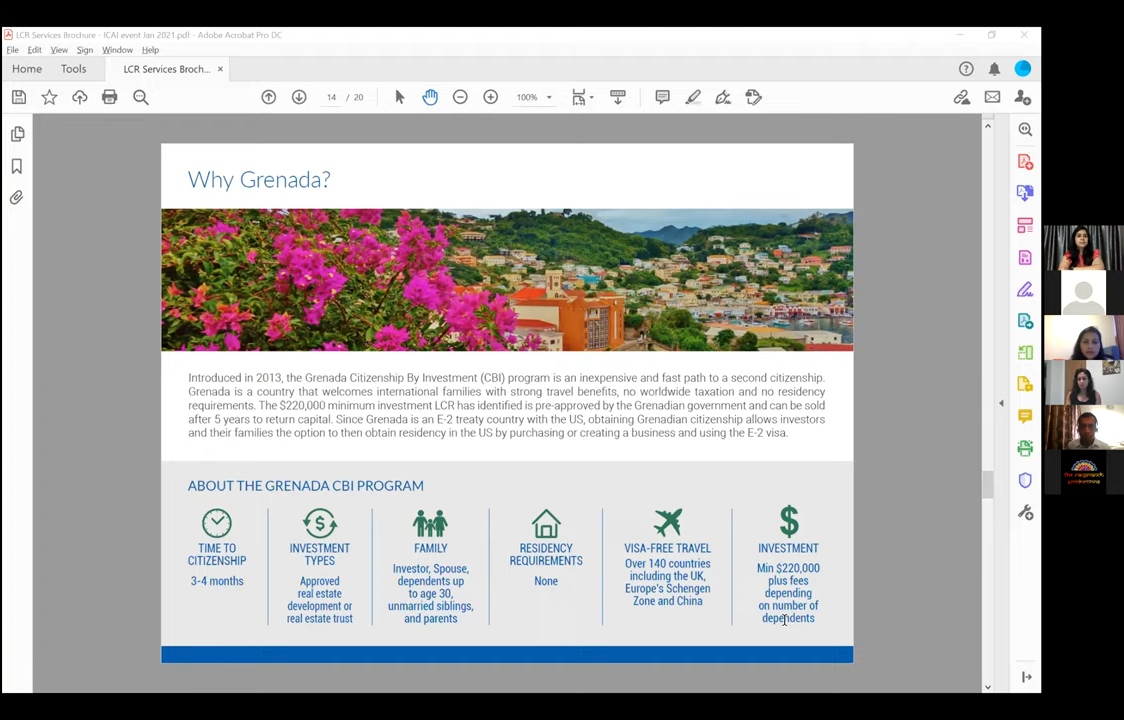 LCR Services Brochure - ICAI event Jan 2021.pdf - Adobe Acrobat Pro DC
File Edit View Sign Window Help
Home Tools LCR Services Broch... ×
14 / 20 100%
Why Grenada?
Introduced in 2013, the Grenada Citizenship By Investment (CBI) program is an inexpensive and fast path to a second citizenship.
Grenada is a country that welcomes international families with strong travel benefits, no worldwide taxation and no residency
requirements. The $220,000 minimum investment LCR has identified is pre-approved by the Grenadian government and can be sold
after 5 years to return capital. Since Grenada is an E-2 treaty country with the US, obtaining Grenadian citizenship allows investors
and their families the option to then obtain residency in the US by purchasing or creating a business and using the E-2 visa.
ABOUT THE GRENADA CBI PROGRAM
TIME TO
CITIZENSHIP
3-4 months
INVESTMENT
TYPES
Approved
real estate
development or
real estate trust
FAMILY
Investor, Spouse,
dependents up
to age 30,
unmarried siblings,
and parents
RESIDENCY
REQUIREMENTS
None
VISA-FREE TRAVEL
Over 140 countries
including the UK,
Europe's Schengen
Zone and China
$
INVESTMENT
Min $220,000
plus fees
depending
on number of
dependents